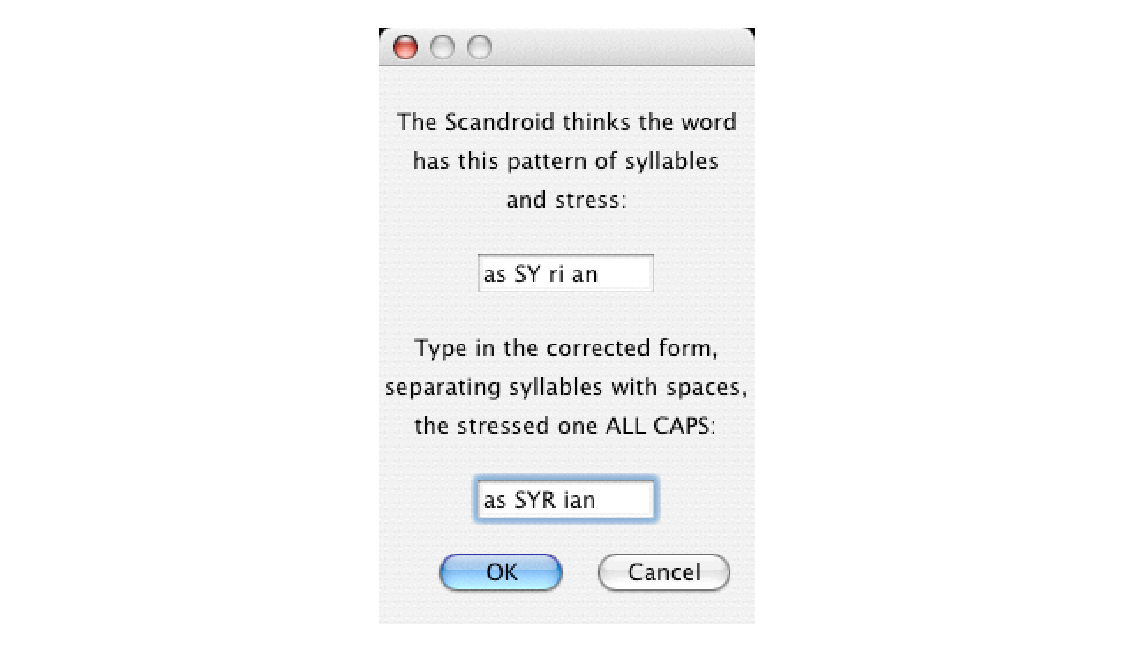 The Scandroid thinks the word
has this pattern of syllables
and stress:
as SY ri an
Type in the corrected form,
separating syllables with spaces,
the stressed one ALL CAPS:
as SYR ian
OK Cancel